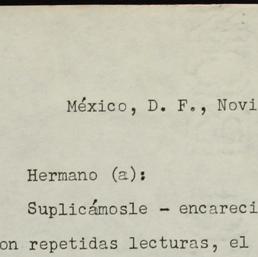 México, D. F., Novi
Hermano (a):
Suplicámosle - encareci
on repetidas lecturas, el